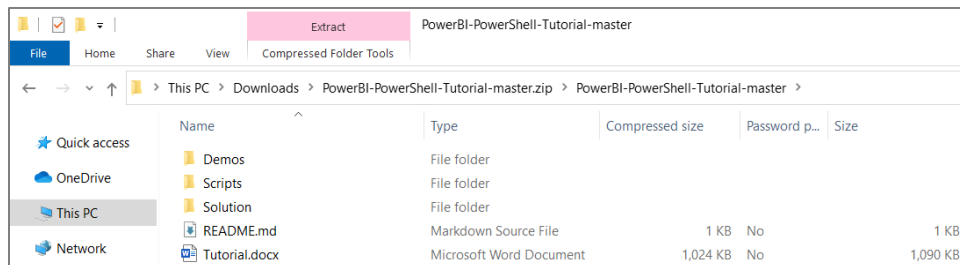 Extract PowerBI-PowerShell-Tutorial-master
File Home Share View Compressed Folder Tools
This PC > Downloads > PowerBI-PowerShell-Tutorial-master.zip > PowerBI-PowerShell-Tutorial-master >
Name Type Compressed size Password p... Size
Quick access
Demos File folder
OneDrive
Scripts File folder
This PC
Solution File folder
README.md Markdown Source File 1 KB No 1 KB
Network
Tutorial.docx Microsoft Word Document 1,024 KB No 1,090 KB